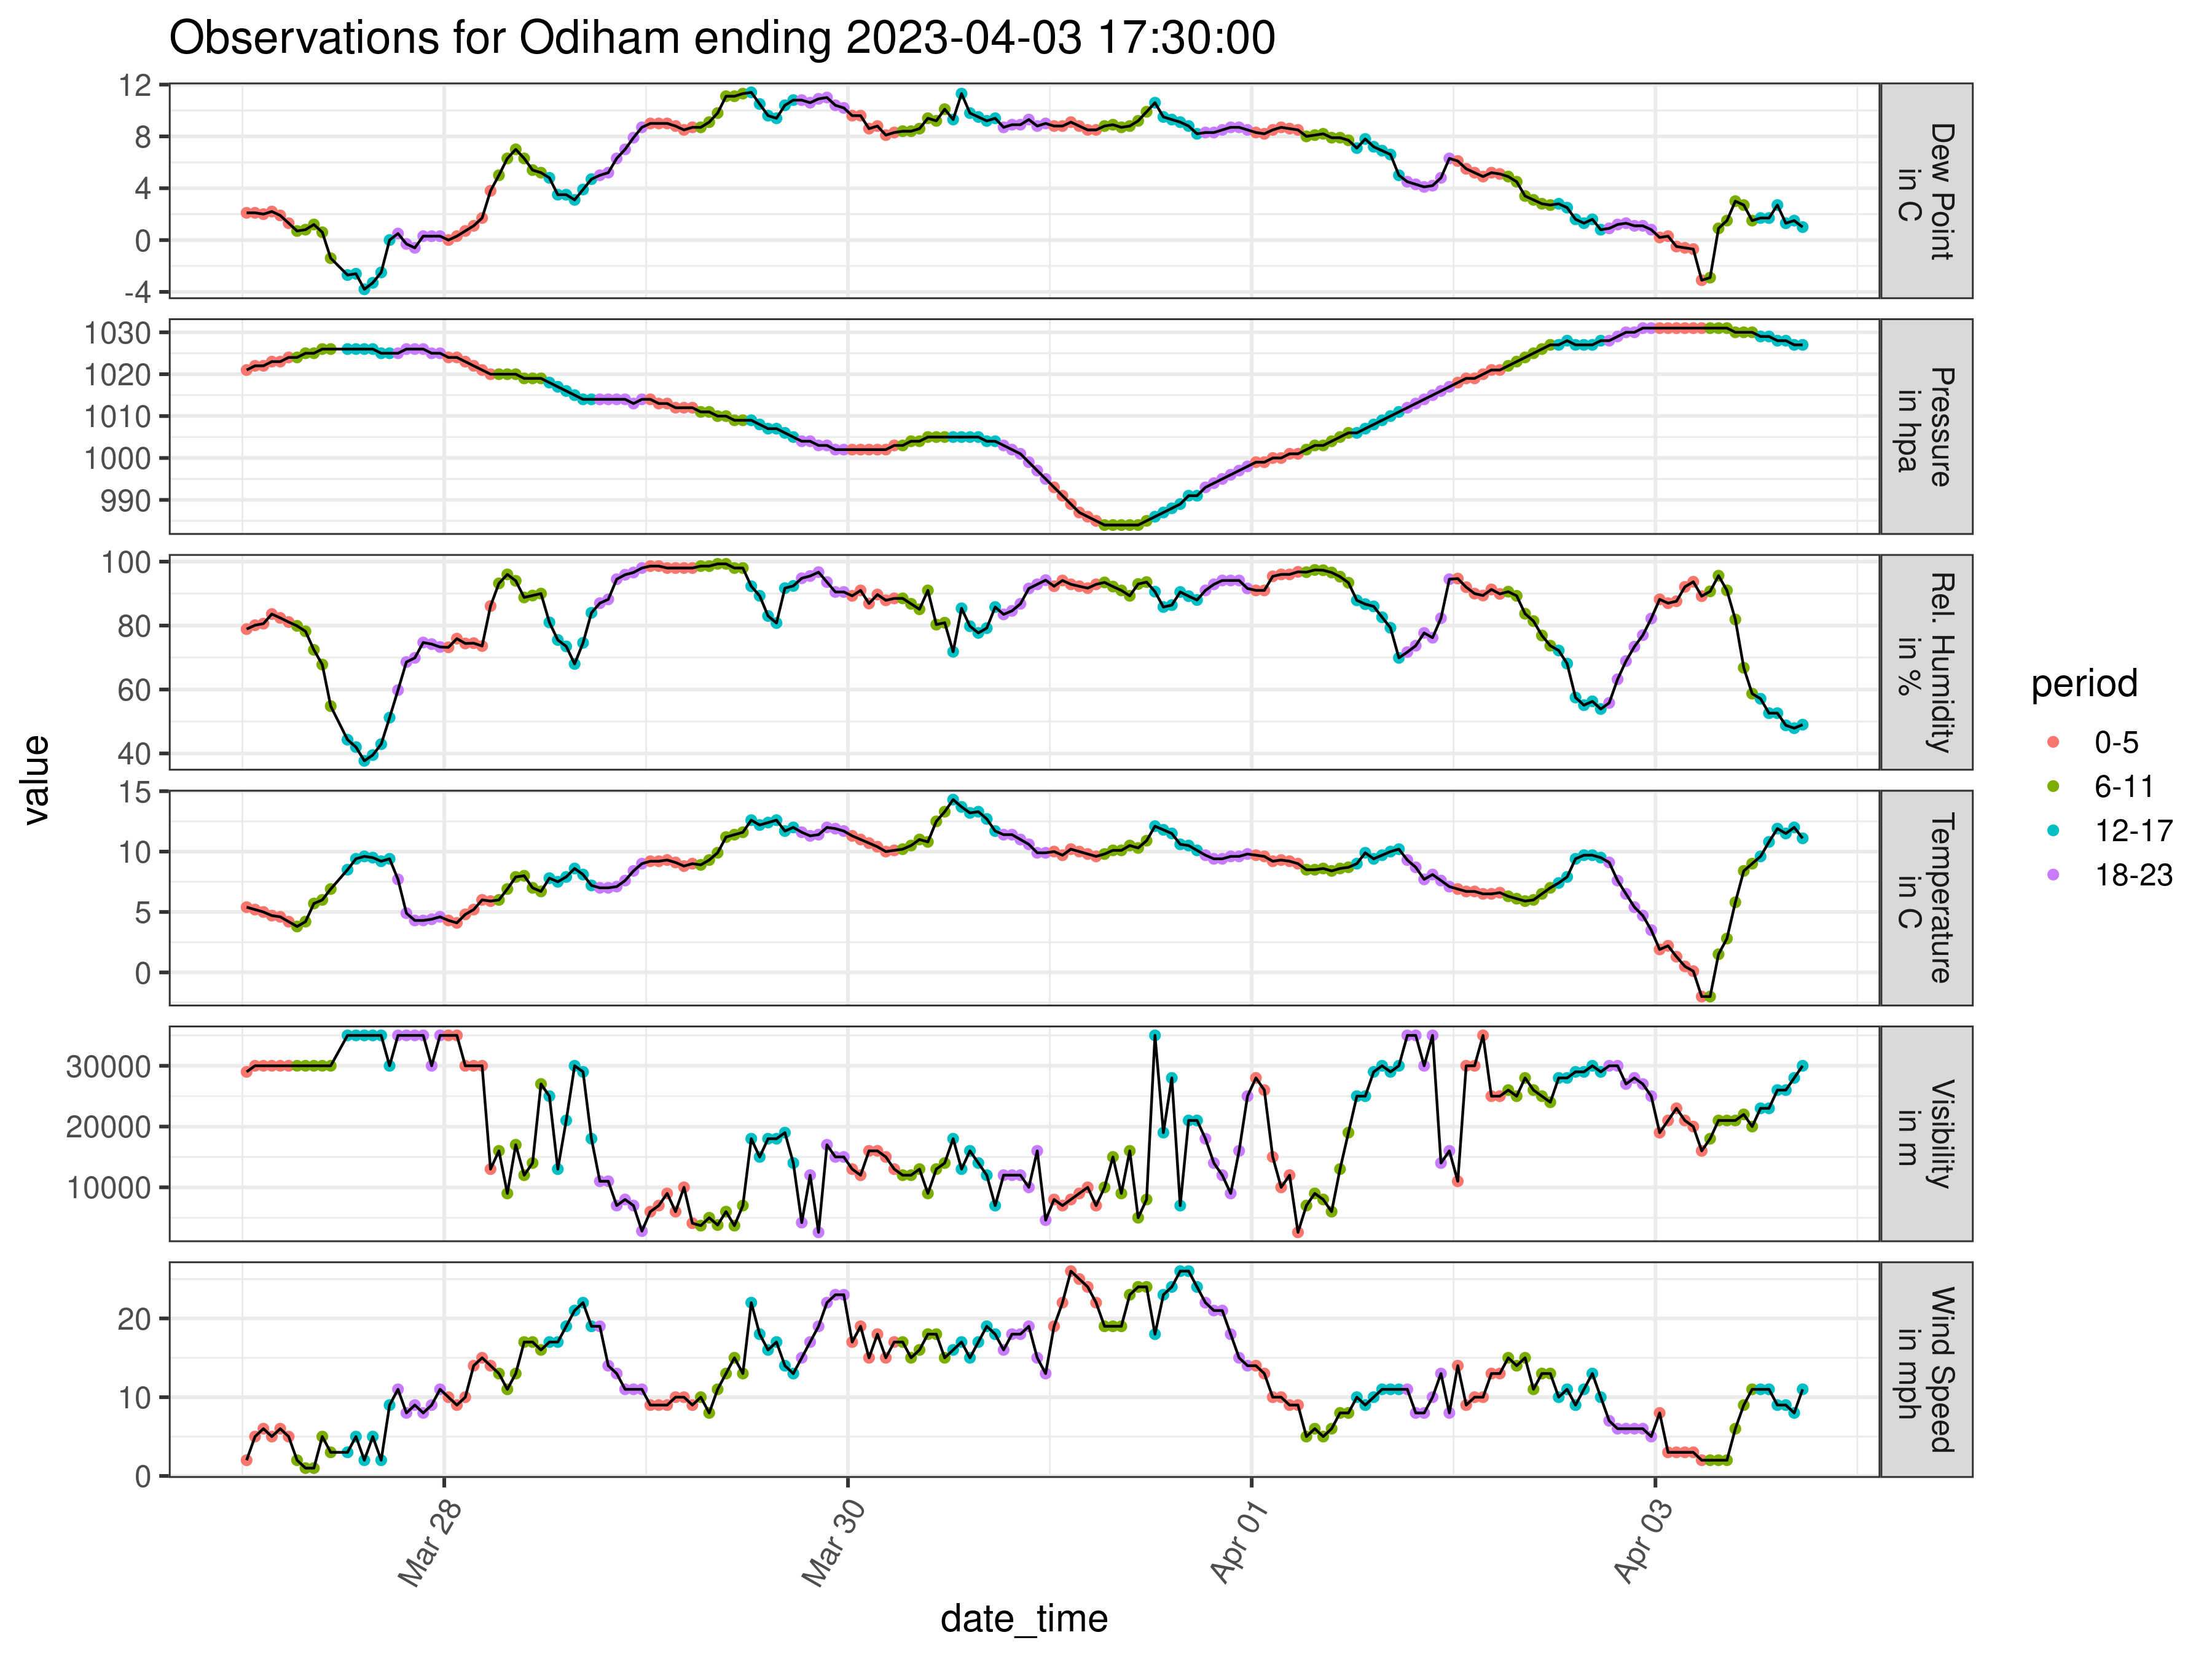 Observations for Odiham ending 2023-04-03 17:30:00
12
8
4
0
-4
Dew Point
in C
1030
1020
1010
1000
990
Pressure
in hpa
100
80
60
40
Rel. Humidity
in %
15
10
5
0
Temperature
in C
30000
20000
10000
Visibility
in m
20
10
0
Wind Speed
in mph
value
Mar 28
Mar 30
Apr 01
Apr 03
date_time
period
0-5
6-11
12-17
18-23